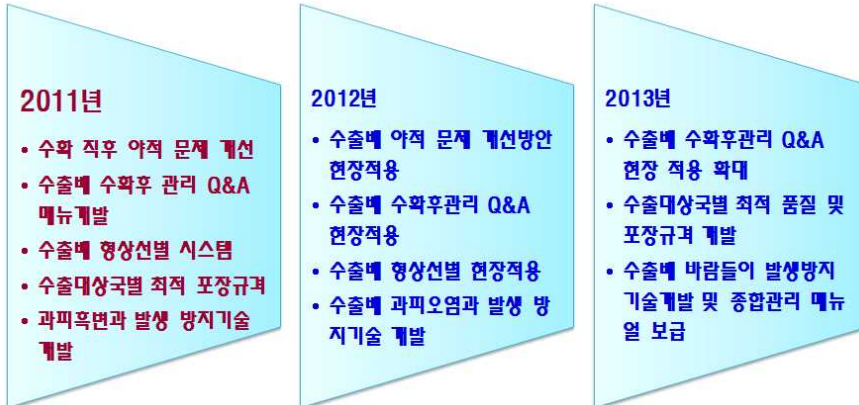 2011년
• 수확 직후 야적 문제 개선
• 수출배 수확후 관리 Q&A
메뉴개발
• 수출배 형상선별 시스템
• 수출대상국별 최적 포장규격
• 과피흑변과 발생 방지기술
개발
2012년
• 수출배 야적 문제 개선방안
현장적용
• 수출배 수확후관리 Q&A
현장적용
• 수출배 형상선별 현장적용
• 수출배 과피오염과 발생 방
지기술 개발
2013년
• 수출배 수확후관리 Q&A
현장 적용 확대
• 수출대상국별 최적 품질 및
포장규격 개발
• 수출배 바람들이 발생방지
기술개발 및 종합관리 메뉴
얼 보급